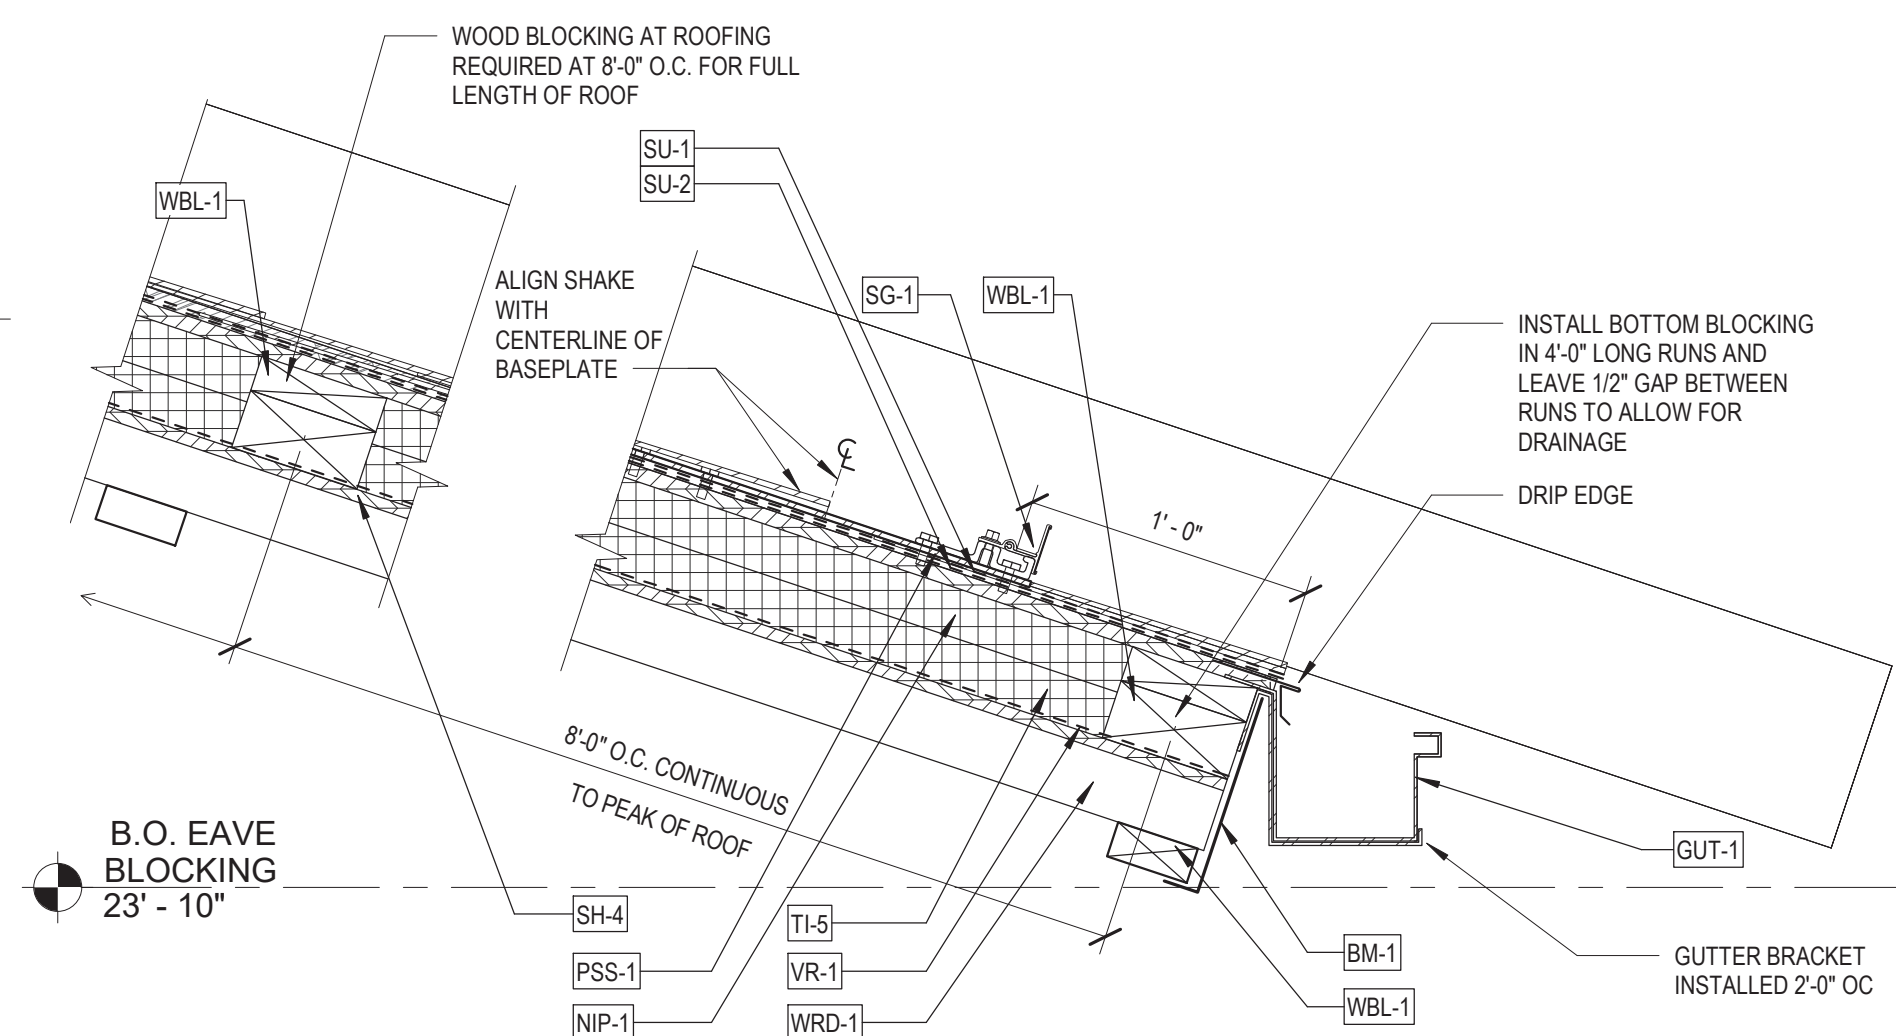 WOOD BLOCKING AT ROOFING
REQUIRED AT 8'-0" O.C. FOR FULL
LENGTH OF ROOF
SU-1
SU-2
WBL-1
ALIGN SHAKE
WITH
CENTERLINE OF
BASEPLATE
SG-1
WBL-1
INSTALL BOTTOM BLOCKING
IN 4'-0" LONG RUNS AND
LEAVE 1/2" GAP BETWEEN
RUNS TO ALLOW FOR
DRAINAGE
CL
DRIP EDGE
1' - 0"
8'-0" O.C. CONTINUOUS
TO PEAK OF ROOF
B.O. EAVE
BLOCKING
23' - 10"
GUT-1
SH-4
TI-5
PSS-1
VR-1
BM-1
GUTTER BRACKET
INSTALLED 2'-0" OC
NIP-1
WRD-1
WBL-1